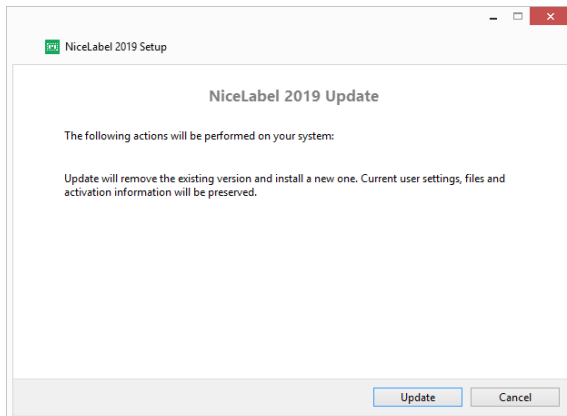 NiceLabel 2019 Setup
NiceLabel 2019 Update
The following actions will be performed on your system:
Update will remove the existing version and install a new one. Current user settings, files and
activation information will be preserved.
Update Cancel